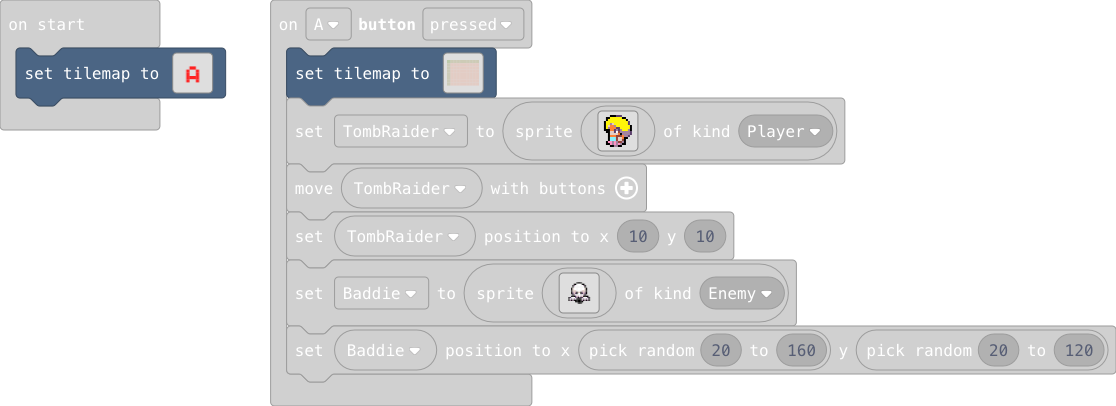 on start
set tilemap to A
on A button pressed
set tilemap to
set TombRaider to sprite of kind Player
move TombRaider with buttons
set TombRaider position to x 10 y 10
set Baddie to sprite of kind Enemy
set Baddie position to x pick random 20 to 160 y pick random 20 to 120